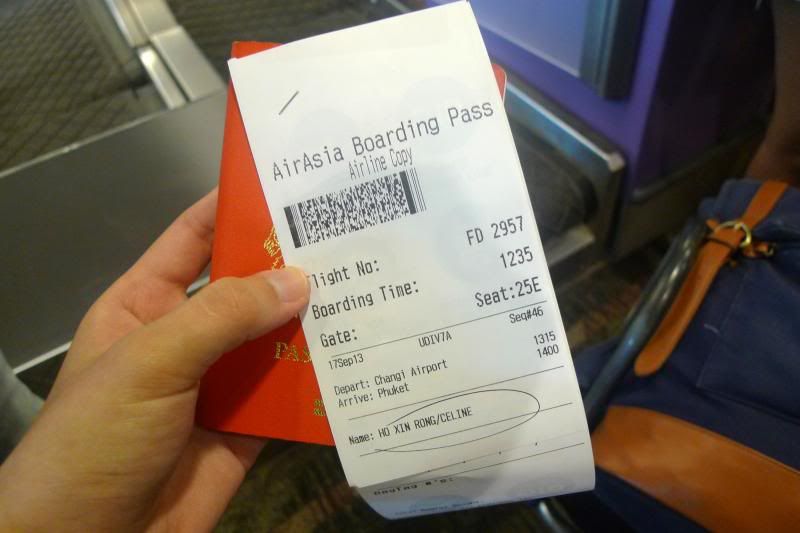 AirAsia Boarding Pass
Airline Copy
Flight No: FD 2957
Boarding Time: 1235
Gate: Seat:25E
17Sep13 UDIV7A Seq#46
Depart: Changi Airport 1315
Arrive: Phuket 1400
Name: HO XIN RONG/CELINE
PAS